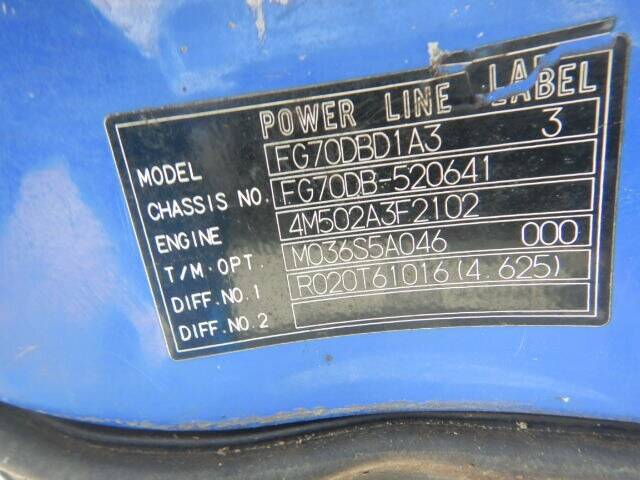 POWER LINE LABEL
MODEL FG70DBD1A3 3
CHASSIS NO. FG70DB-520641
ENGINE 4M502A3F2102
T/M. OPT. M036S5A046 000
DIFF. NO. 1 R020T61016(4.625)
DIFF. NO. 2